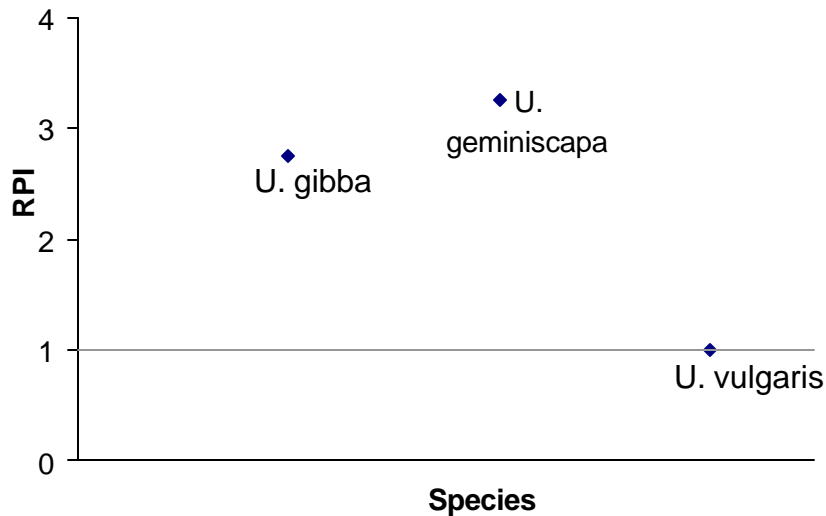 4
U.
3
geminiscapa
U. gibba
RPI
2
1
U. vulgaris
0
Species